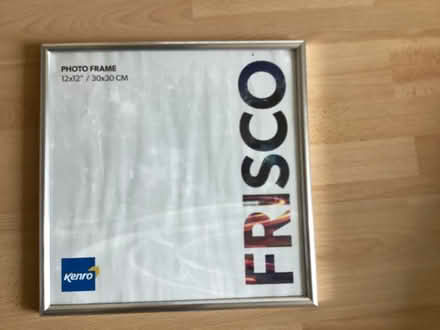 PHOTO FRAME
12x12" / 30x30 CM
FRISCO
Kenro